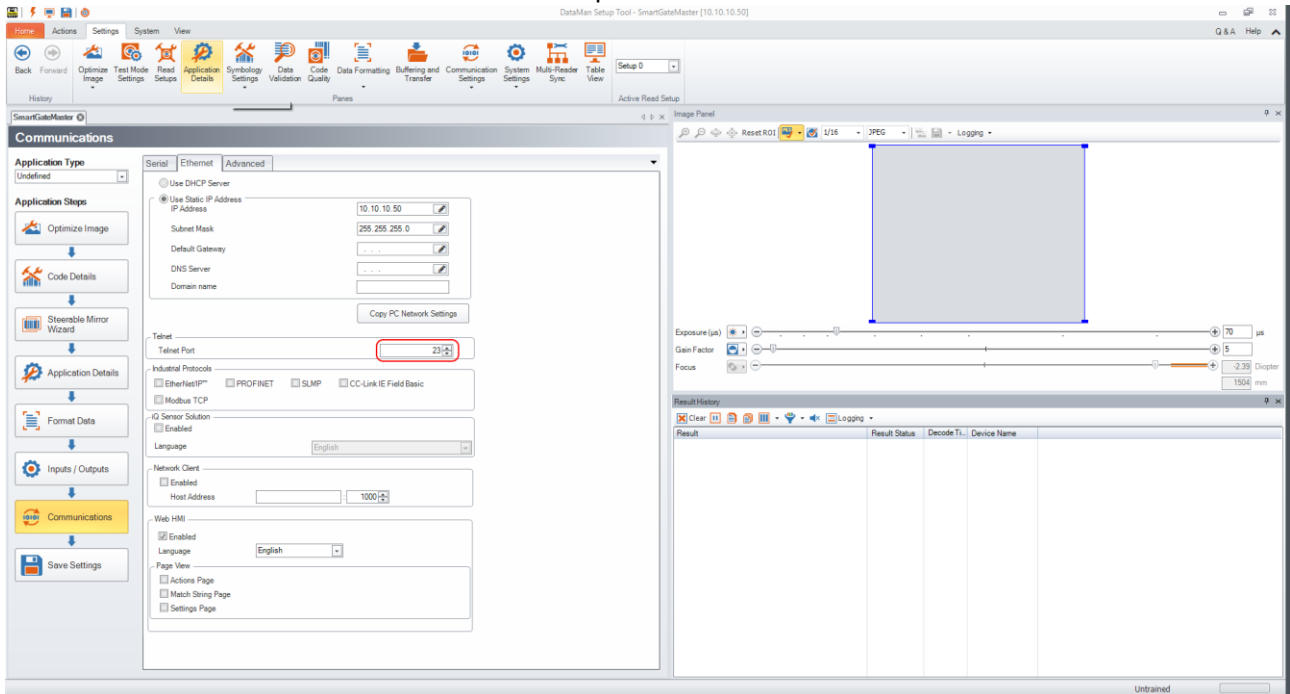 DataMan Setup Tool - SmartGateMaster [10.10.10.50]
Home Actions Settings System View Q & A Help
Back Forward Optimize Image Test Mode Settings Read Setups Application Details Symbology Settings Data Validation Code Quality Data Formatting Buffering and Transfer Communication Settings System Settings Multi-Reader Sync Table View Setup 0
History Panes Active Read Setup
SmartGateMaster
Communications
Application Type
Undefined
Application Steps
Optimize Image
Code Details
Steerable Mirror Wizard
Application Details
Format Data
Inputs / Outputs
Communications
Save Settings
Serial Ethernet Advanced
Use DHCP Server
Use Static IP Address
IP Address 10. 10. 10. 50
Subnet Mask 255. 255. 255. 0
Default Gateway . . .
DNS Server . . .
Domain name
Copy PC Network Settings
Telnet
Telnet Port 23
Industrial Protocols
EtherNet/IP™ PROFINET SLMP CC-Link IE Field Basic
Modbus TCP
iQ Sensor Solution
Enabled
Language English
Network Client
Enabled
Host Address : 1000
Web HMI
Enabled
Language English
Page View
Actions Page
Match String Page
Settings Page
Image Panel
Reset ROI 1/16 JPEG Logging
Exposure (µs) 70 µs
Gain Factor 5
Focus -2.39 Diopter
1504 mm
Result History
Clear Logging
Result Result Status Decode Ti... Device Name
Untrained